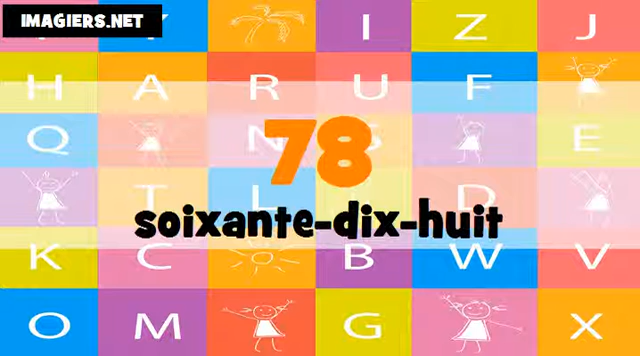 IMAGIERS.NET
Y I Z J
H A R U F
Q N S E
T L D
K C B W V
O M G X
78
soixante-dix-huit